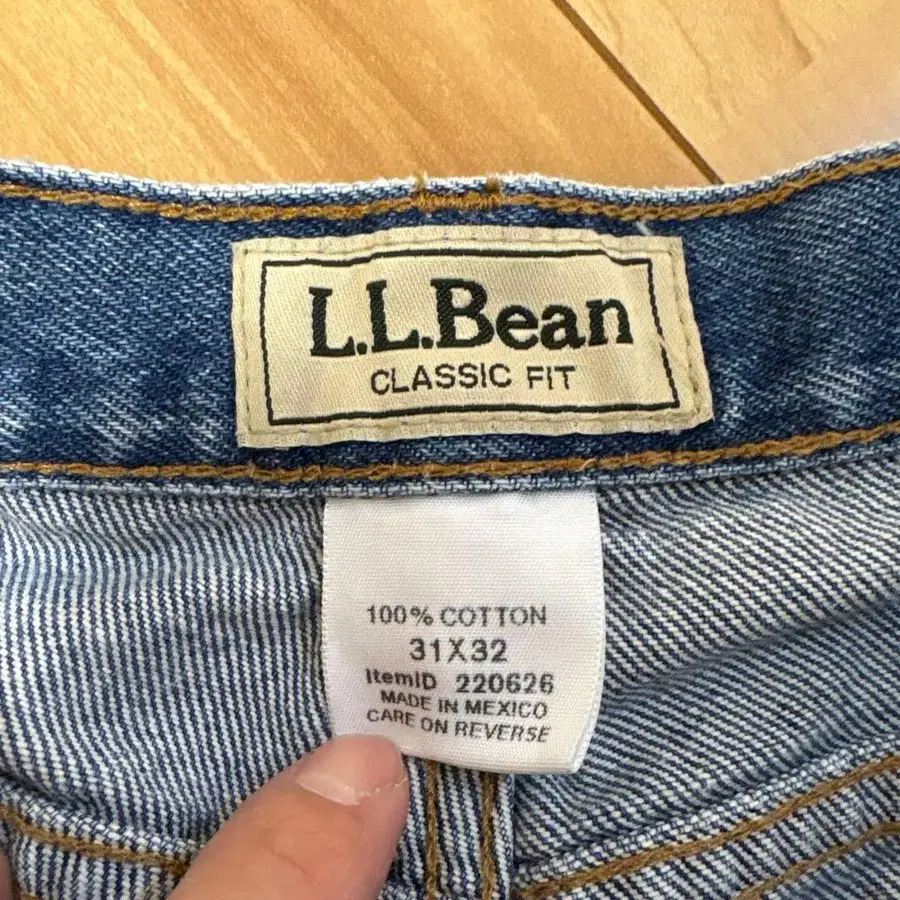 L.L.Bean
CLASSIC FIT
100% COTTON
31X32
ItemID 220626
MADE IN MEXICO
CARE ON REVERSE